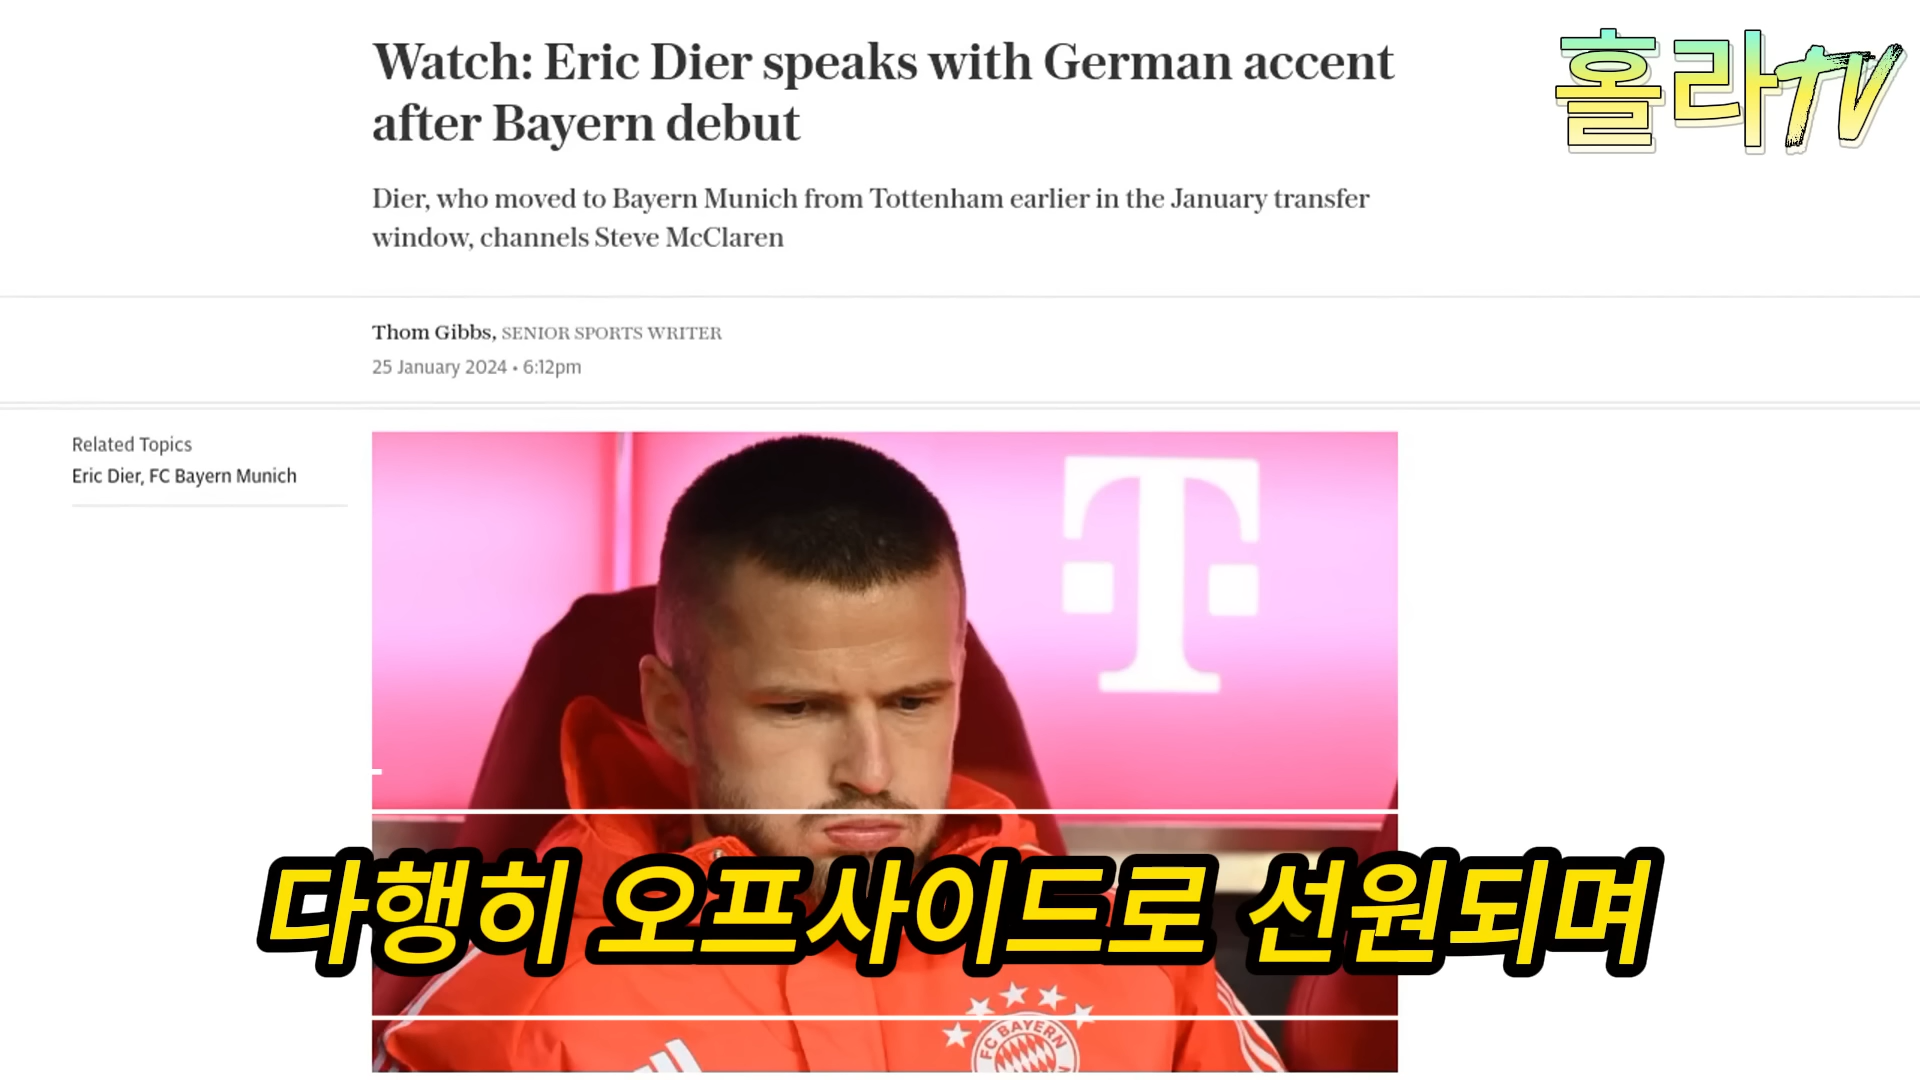 Watch: Eric Dier speaks with German accent
after Bayern debut
홀라TV
Dier, who moved to Bayern Munich from Tottenham earlier in the January transfer
window, channels Steve McClaren
Thom Gibbs, SENIOR SPORTS WRITER
25 January 2024 • 6:12pm
Related Topics
Eric Dier, FC Bayern Munich
T
다행히 오프사이드로 선원되며
FC BAYERN